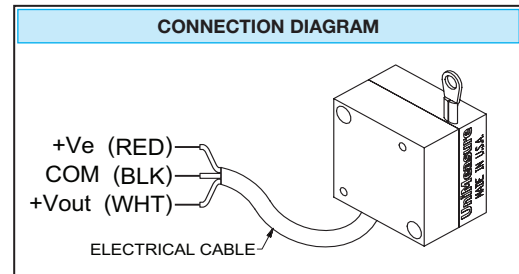 CONNECTION DIAGRAM
+Ve (RED)
COM (BLK)
+Vout (WHT)
ELECTRICAL CABLE
UniMeasure
MADE IN U.S.A.